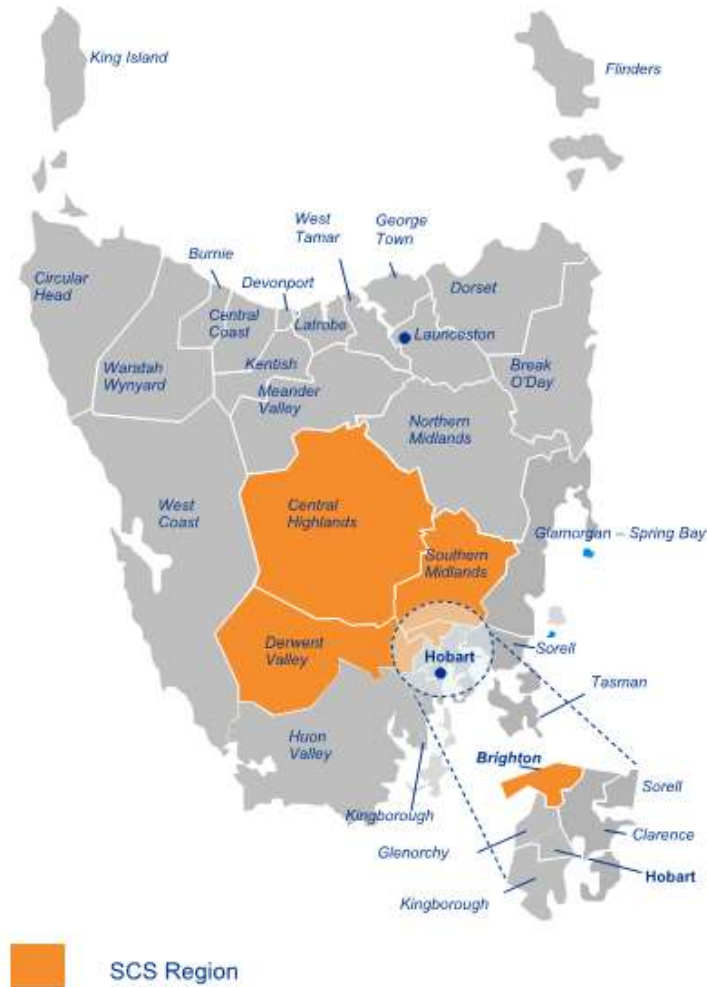 King Island
Flinders
West
Tamar
George
Town
Burnie
Devonport
Circular
Head
Dorset
Central
Coast
Latrobe
Launceston
Waratah
Wynyard
Kentish
Break
O'Day
Meander
Valley
Northern
Midlands
West
Coast
Central
Highlands
Glamorgan – Spring Bay
Southern
Midlands
Derwent
Valley
Hobart
Sorell
Tasman
Huon
Valley
Brighton
Sorell
Kingborough
Clarence
Glenorchy
Hobart
Kingborough
SCS Region